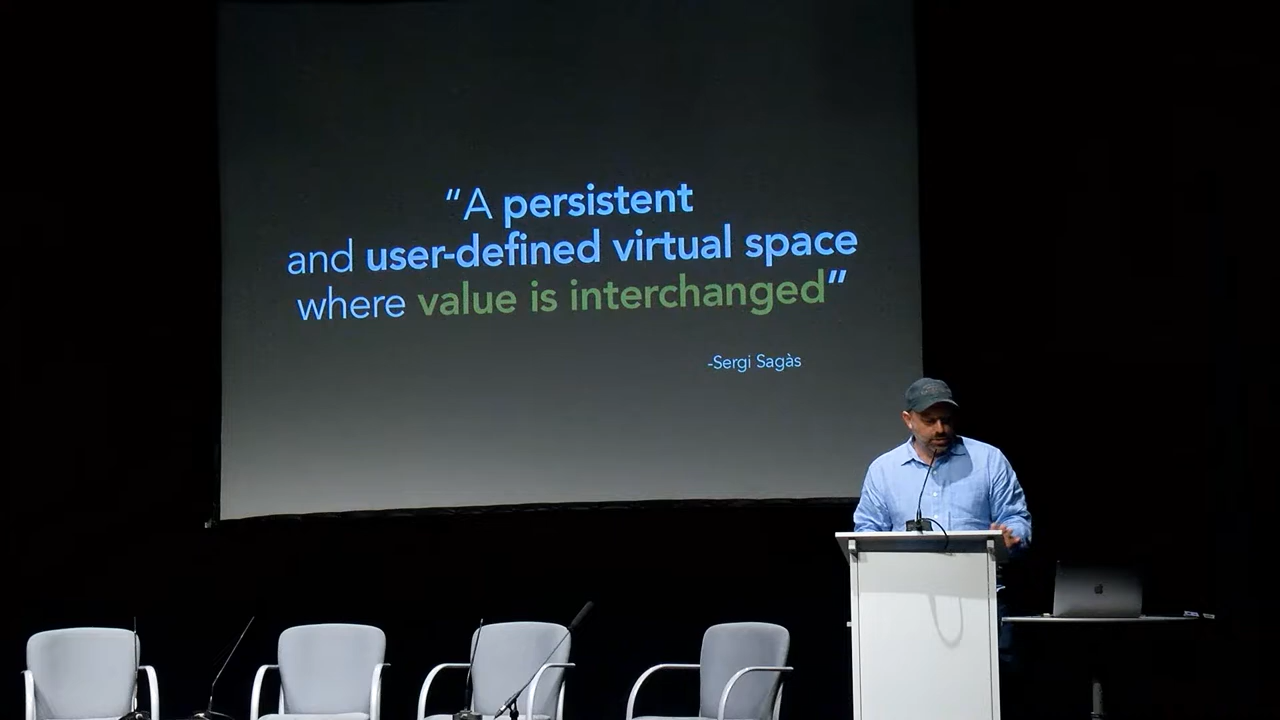 “A persistent
and user-defined virtual space
where value is interchanged”
-Sergi Sagàs